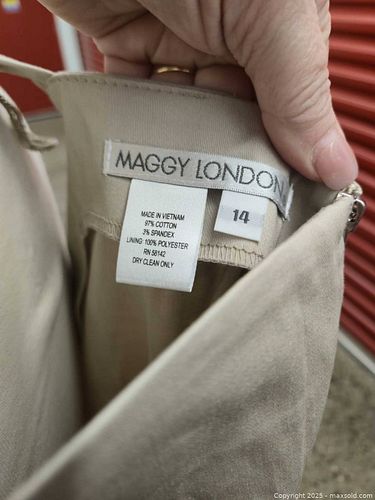 MAGGY LONDON
14
MADE IN VIETNAM
97% COTTON
3% SPANDEX
LINING: 100% POLYESTER
RN 58142
DRY CLEAN ONLY
Copyright 2025 - maxsold.com